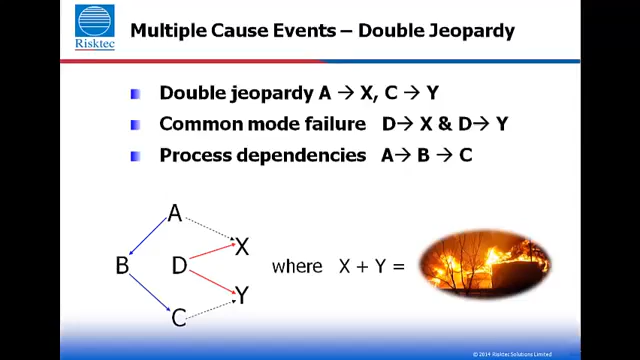 Risktec
Multiple Cause Events – Double Jeopardy
Double jeopardy A → X, C → Y
Common mode failure D→ X & D→ Y
Process dependencies A→ B → C
A
X
B
D
where X + Y =
Y
C
© 2014 Risktec Solutions Limited